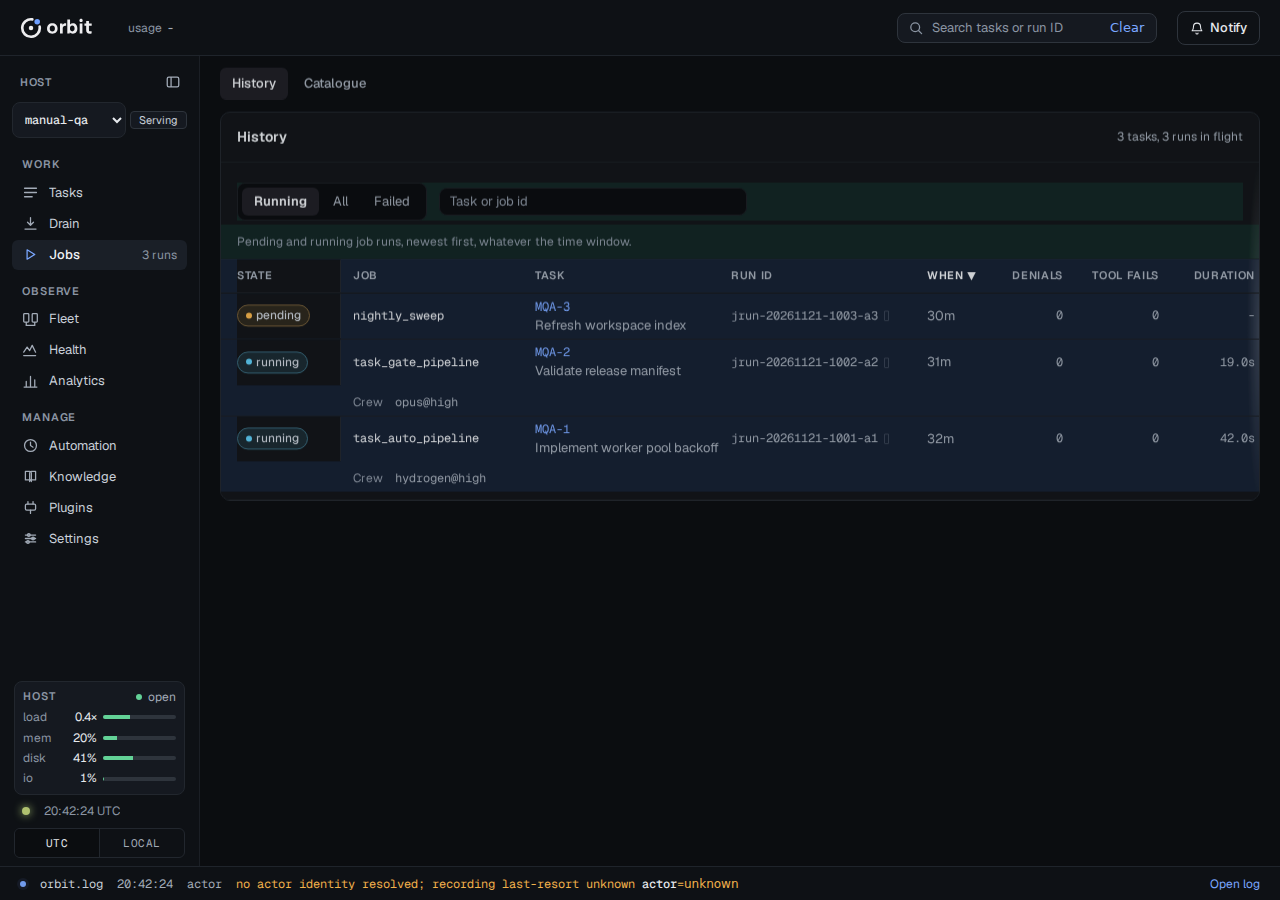 orbit
usage -
Search tasks or run ID
Clear
Notify
HOST
manual-qa
Serving
WORK
Tasks
Drain
Jobs
3 runs
OBSERVE
Fleet
Health
Analytics
MANAGE
Automation
Knowledge
Plugins
Settings
HOST
open
load 0.4×
mem 20%
disk 41%
io 1%
20:42:24 UTC
UTC
LOCAL
History
Catalogue
History
3 tasks, 3 runs in flight
Running
All
Failed
Task or job id
Pending and running job runs, newest first, whatever the time window.
STATE JOB TASK RUN ID WHEN ▼ DENIALS TOOL FAILS DURATION
pending nightly_sweep MQA-3 jrun-20261121-1003-a3 30m 0 0 -
Refresh workspace index
running task_gate_pipeline MQA-2 jrun-20261121-1002-a2 31m 0 0 19.0s
Validate release manifest
Crew opus@high
running task_auto_pipeline MQA-1 jrun-20261121-1001-a1 32m 0 0 42.0s
Implement worker pool backoff
Crew hydrogen@high
orbit.log 20:42:24 actor no actor identity resolved; recording last-resort unknown actor=unknown
Open log